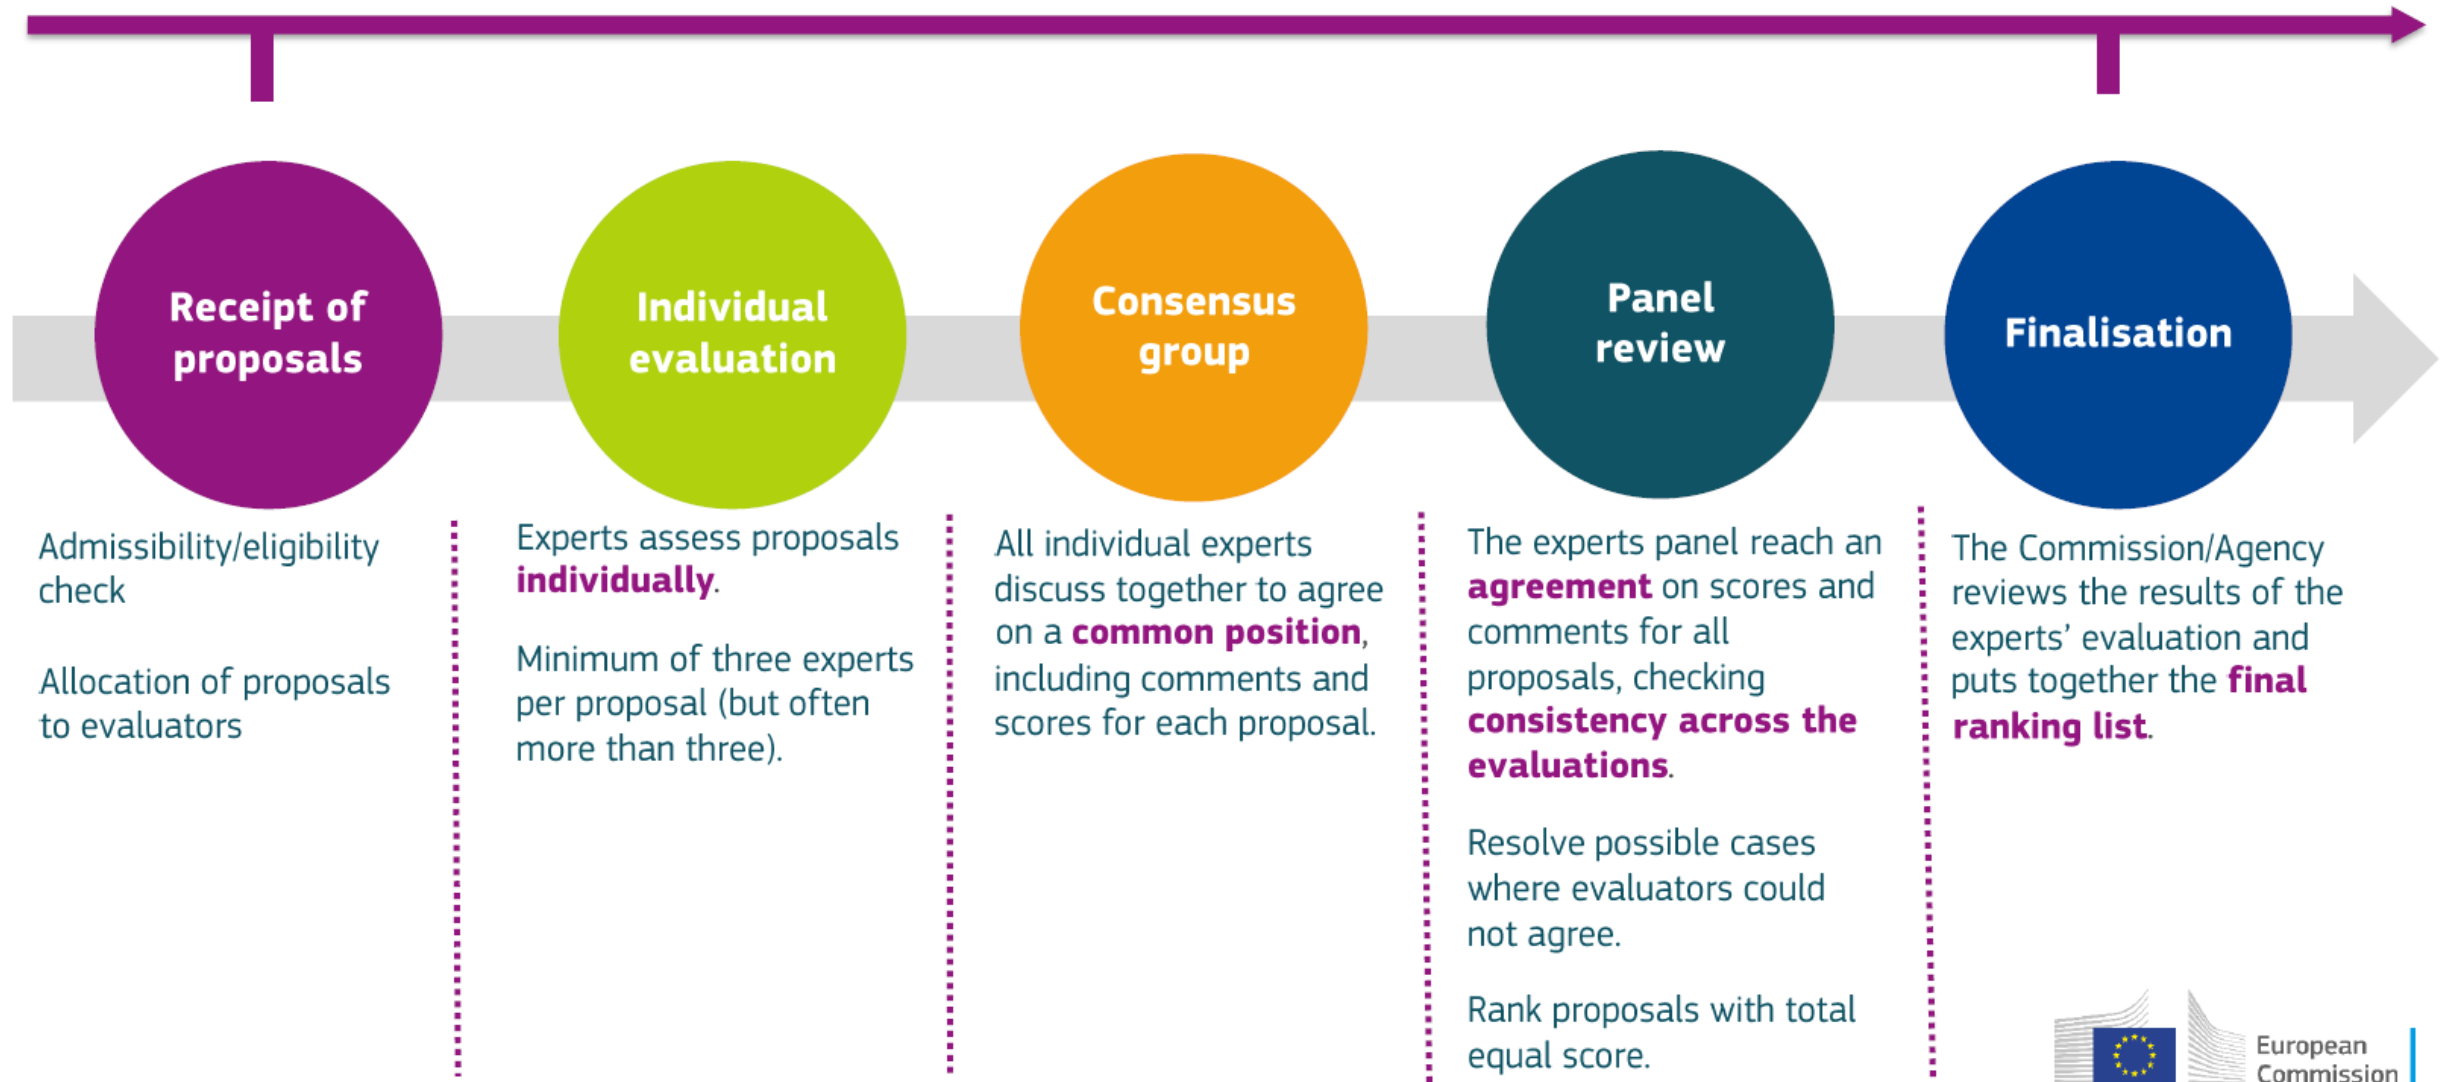 Receipt of
proposals
Individual
evaluation
Consensus
group
Panel
review
Finalisation
Admissibility/eligibility
check
Allocation of proposals
to evaluators
Experts assess proposals
individually.
Minimum of three experts
per proposal (but often
more than three).
All individual experts
discuss together to agree
on a common position,
including comments and
scores for each proposal.
The experts panel reach an
agreement on scores and
comments for all
proposals, checking
consistency across the
evaluations.
Resolve possible cases
where evaluators could
not agree.
Rank proposals with total
equal score.
The Commission/Agency
reviews the results of the
experts’ evaluation and
puts together the final
ranking list.
European
Commission